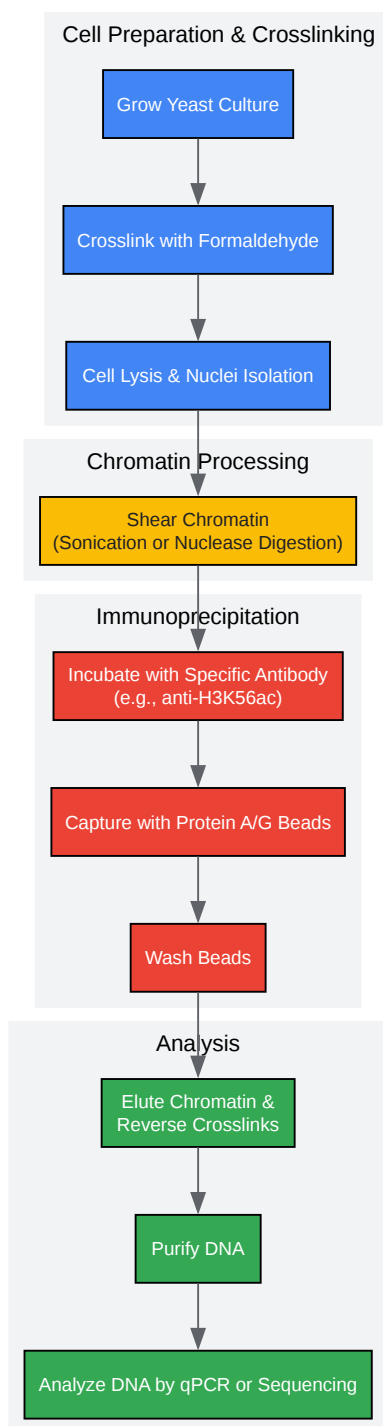 Cell Preparation & Crosslinking
Grow Yeast Culture
Crosslink with Formaldehyde
Cell Lysis & Nuclei Isolation
Chromatin Processing
Shear Chromatin
(Sonication or Nuclease Digestion)
Immunoprecipitation
Incubate with Specific Antibody
(e.g., anti-H3K56ac)
Capture with Protein A/G Beads
Wash Beads
Analysis
Elute Chromatin &
Reverse Crosslinks
Purify DNA
Analyze DNA by qPCR or Sequencing